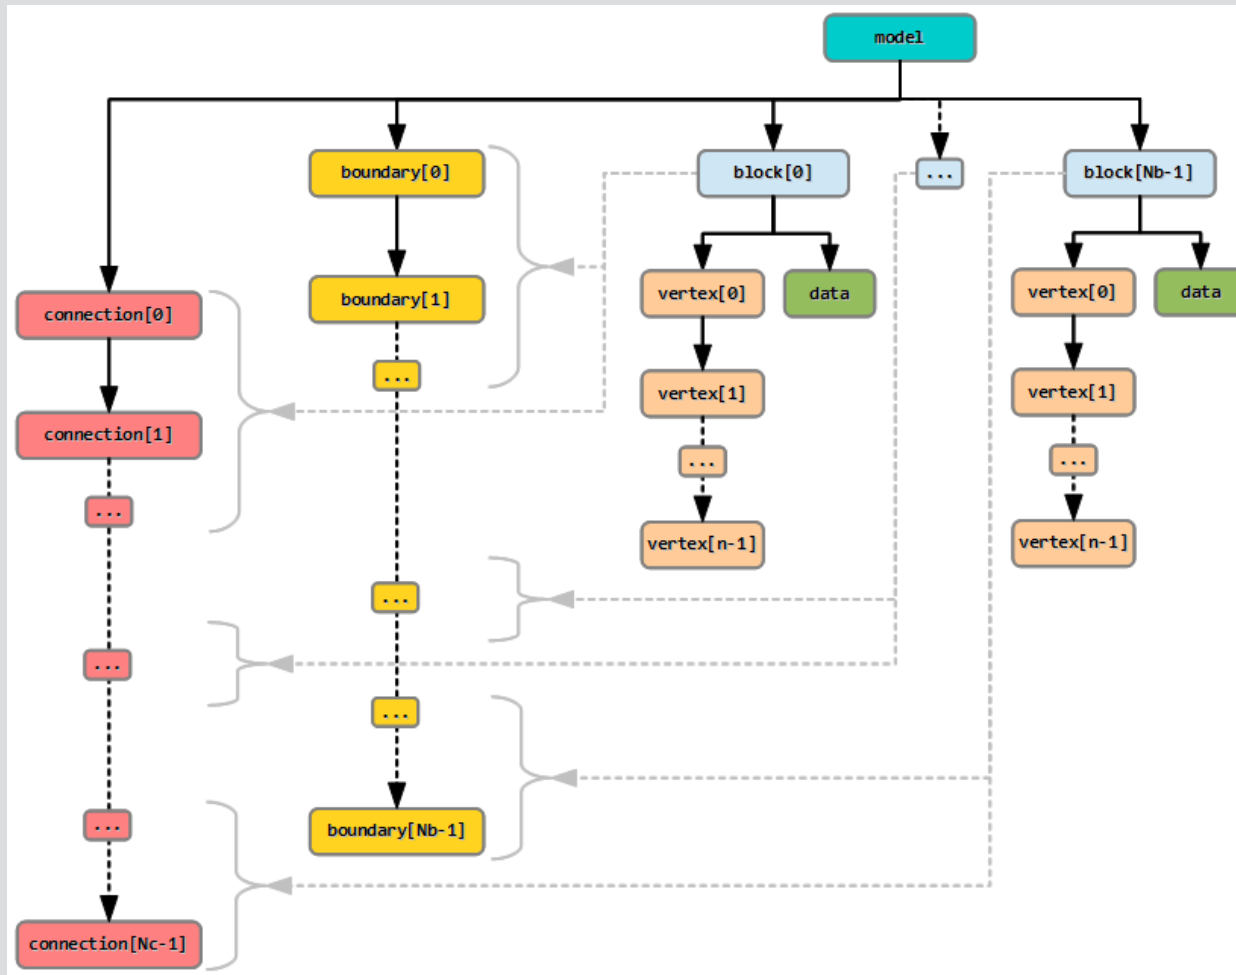 model
boundary[0]
block[0]
...
block[Nb-1]
connection[0]
boundary[1]
vertex[0]
data
vertex[0]
data
...
vertex[1]
vertex[1]
connection[1]
...
...
...
vertex[n-1]
vertex[n-1]
...
...
...
...
boundary[Nb-1]
connection[Nc-1]